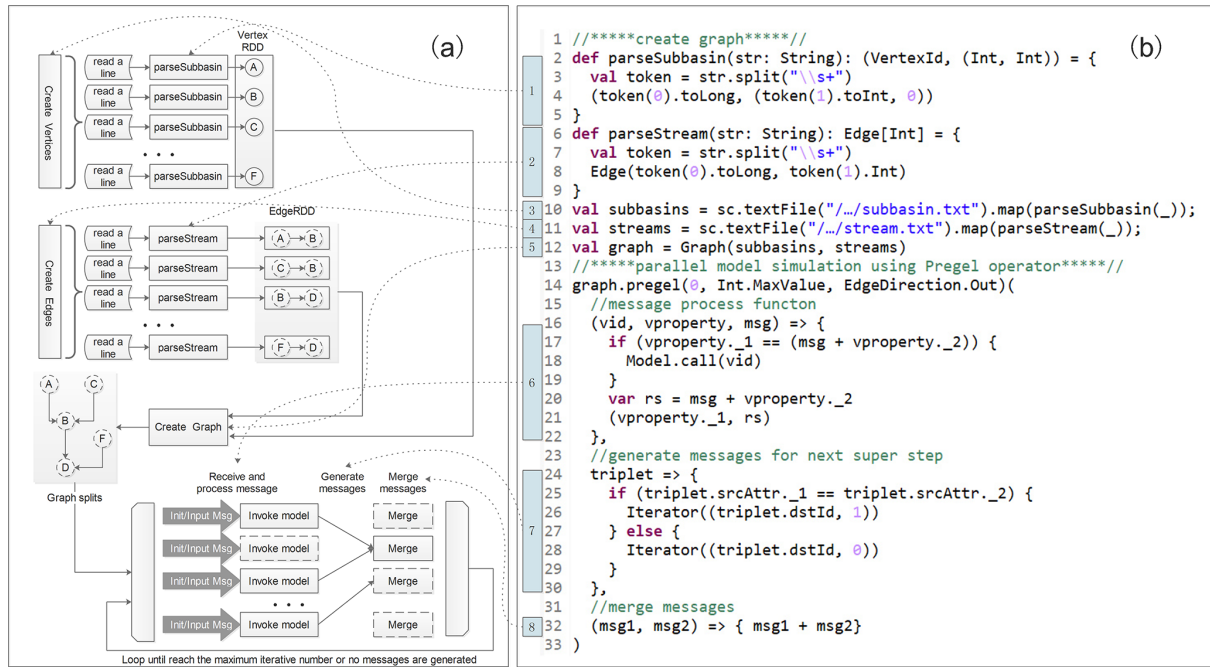 (a)
Vertex
RDD
Create Vertices
read a
line
parseSubbasin
A
read a
line
parseSubbasin
B
read a
line
parseSubbasin
C
. . .
read a
line
parseSubbasin
F
EdgeRDD
Create Edges
read a
line
parseStream
A
B
read a
line
parseStream
C
B
read a
line
parseStream
B
D
...
read a
line
parseStream
F
D
A
C
B
F
D
Create Graph
Graph splits
Receive and
process message
Generate
messages
Merge
messages
Init/Input Msg
Invoke model
Merge
Init/Input Msg
Invoke model
Merge
Init/Input Msg
Invoke model
Merge
. . .
Init/Input Msg
Invoke model
Merge
Loop until reach the maximum iterative number or no messages are generated
(b)
1
2
3
4
5
6
7
8
1 //*****create graph*****//
2 def parseSubbasin(str: String): (VertexId, (Int, Int)) = {
3 val token = str.split("\\s+")
4 (token(0).toLong, (token(1).toInt, 0))
5 }
6 def parseStream(str: String): Edge[Int] = {
7 val token = str.split("\\s+")
8 Edge(token(0).toLong, token(1).Int)
9 }
10 val subbasins = sc.textFile("/…/subbasin.txt").map(parseSubbasin(_));
11 val streams = sc.textFile("/…/stream.txt").map(parseStream(_));
12 val graph = Graph(subbasins, streams)
13 //*****parallel model simulation using Pregel operator*****//
14 graph.pregel(0, Int.MaxValue, EdgeDirection.Out)(
15 //message process functon
16 (vid, vproperty, msg) => {
17 if (vproperty._1 == (msg + vproperty._2)) {
18 Model.call(vid)
19 }
20 var rs = msg + vproperty._2
21 (vproperty._1, rs)
22 },
23 //generate messages for next super step
24 triplet => {
25 if (triplet.srcAttr._1 == triplet.srcAttr._2) {
26 Iterator((triplet.dstId, 1))
27 } else {
28 Iterator((triplet.dstId, 0))
29 }
30 },
31 //merge messages
32 (msg1, msg2) => { msg1 + msg2}
33 )